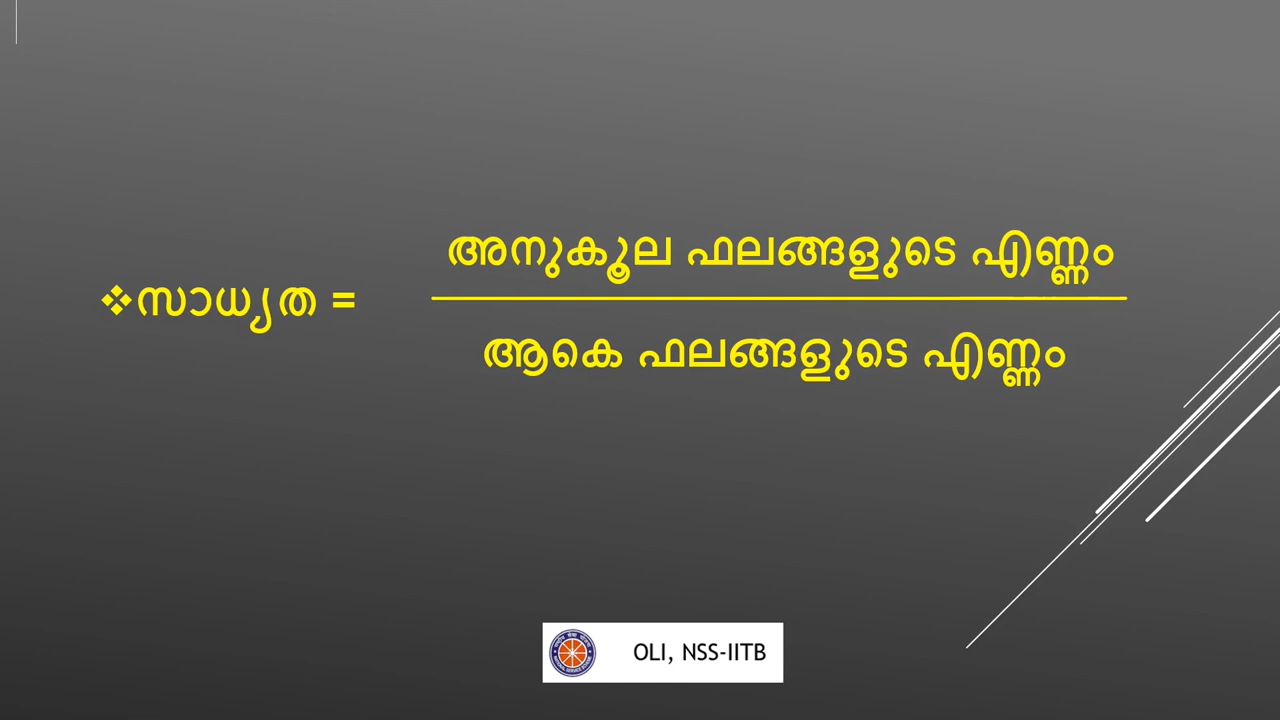 അനുകൂല ഫലങ്ങളുടെ എണ്ണം
❖സാധ്യത =
ആകെ ഫലങ്ങളുടെ എണ്ണം
OLI, NSS-IITB